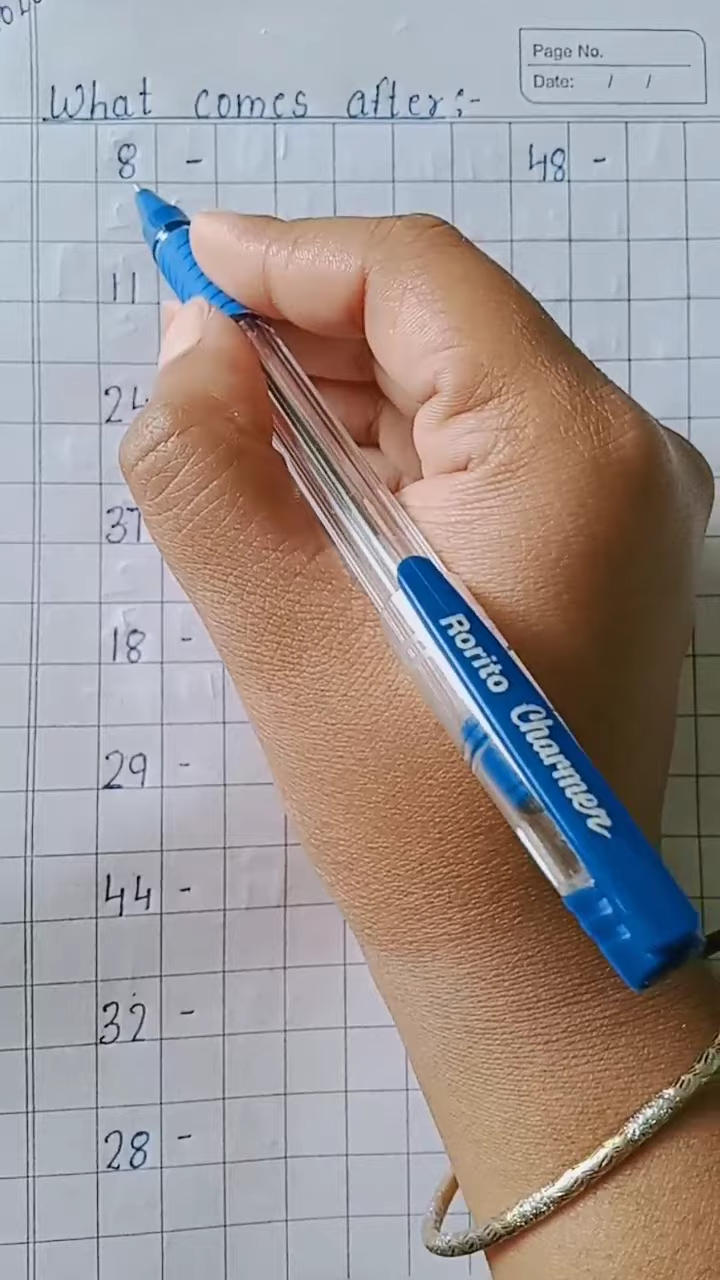 Page No.
Date: / /
What comes after:-
8 - 48 -
11
24
37
18 -
29 -
44 -
32 -
28 -
Rorito Charmer